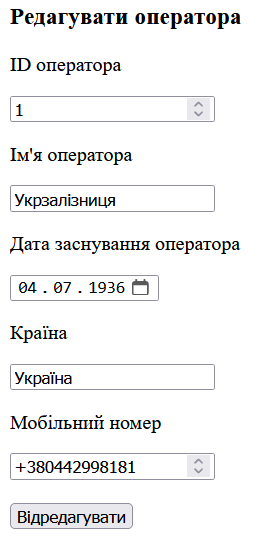 Редагувати оператора
ID оператора
1
Ім'я оператора
Укрзалізниця
Дата заснування оператора
04 . 07 . 1936
Країна
Україна
Мобільний номер
+380442998181
Відредагувати